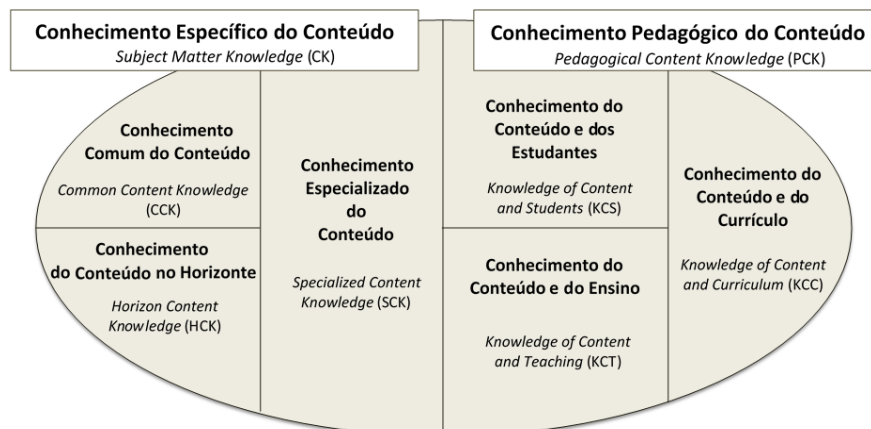 Conhecimento Específico do Conteúdo
Subject Matter Knowledge (CK)
Conhecimento Pedagógico do Conteúdo
Pedagogical Content Knowledge (PCK)
Conhecimento
Comum do Conteúdo
Common Content Knowledge
(CCK)
Conhecimento
do Conteúdo no Horizonte
Horizon Content
Knowledge (HCK)
Conhecimento
Especializado
do
Conteúdo
Specialized Content
Knowledge (SCK)
Conhecimento do
Conteúdo e dos
Estudantes
Knowledge of Content
and Students (KCS)
Conhecimento do
Conteúdo e do Ensino
Knowledge of Content
and Teaching (KCT)
Conhecimento do
Conteúdo e do
Currículo
Knowledge of Content
and Curriculum (KCC)